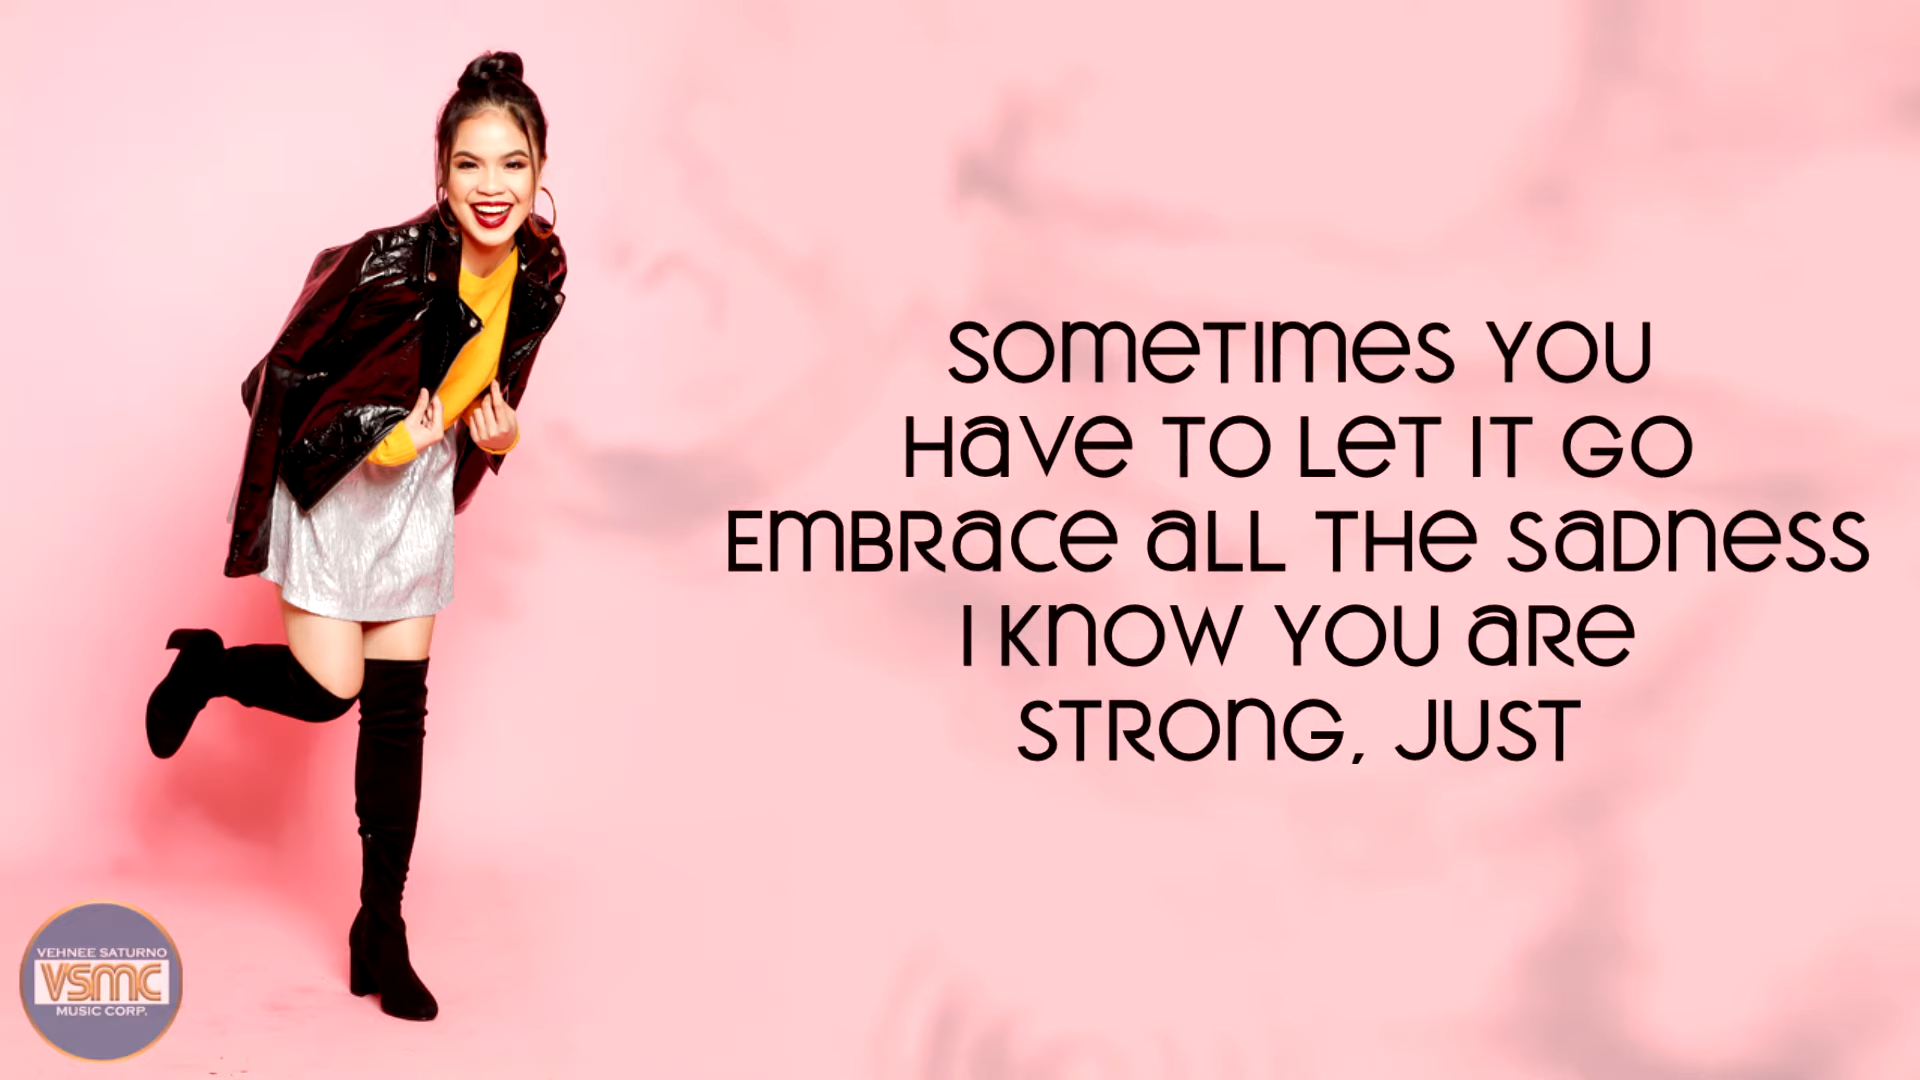 SOMETIMES YOU
HAVE TO LET IT GO
EMBRACE ALL THE SADNESS
I KNOW YOU ARE
STRONG, JUST
VEHNEE SATURNO
VSMC
MUSIC CORP.